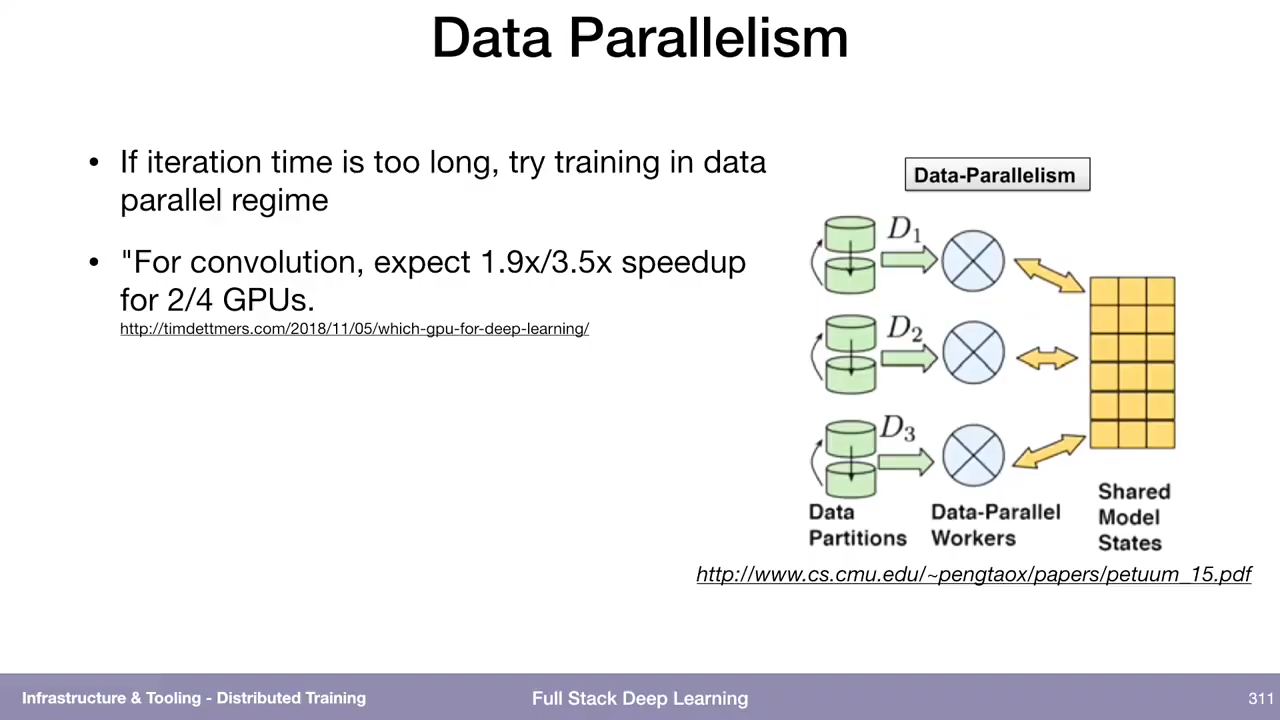 Data Parallelism
• If iteration time is too long, try training in data
parallel regime
• "For convolution, expect 1.9x/3.5x speedup
for 2/4 GPUs.
http://timdettmers.com/2018/11/05/which-gpu-for-deep-learning/
Data-Parallelism
D1
D2
D3
Data
Partitions
Data-Parallel
Workers
Shared
Model
States
http://www.cs.cmu.edu/~pengtaox/papers/petuum_15.pdf
Infrastructure & Tooling - Distributed Training
Full Stack Deep Learning
311